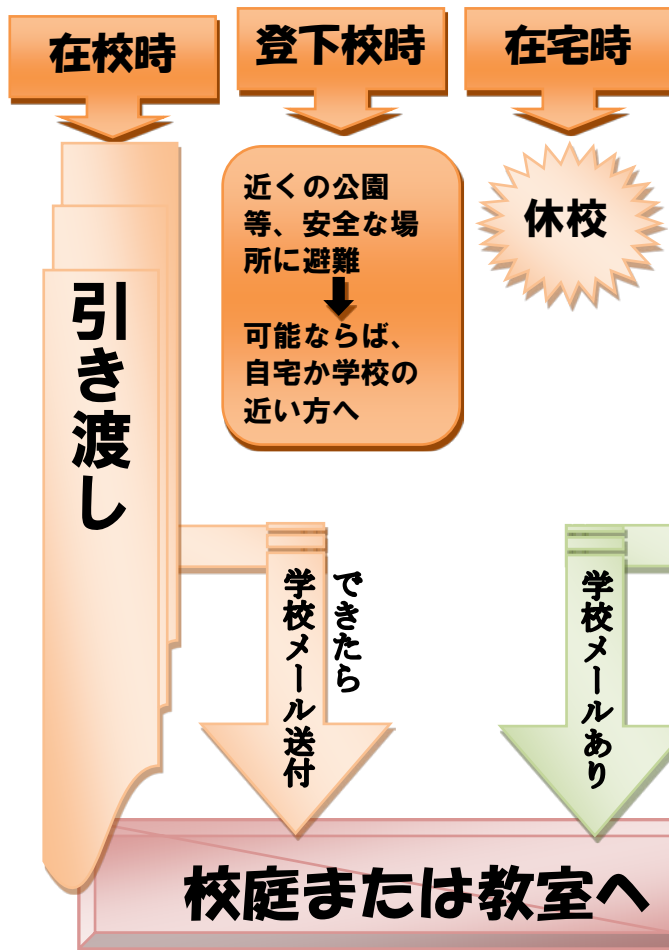 在校時
登下校時
在宅時
近くの公園
等、安全な場
所に避難
可能ならば、
自宅か学校の
近い方へ
休校
引き渡し
できたら
学校メール送付
学校メールあり
校庭または教室へ